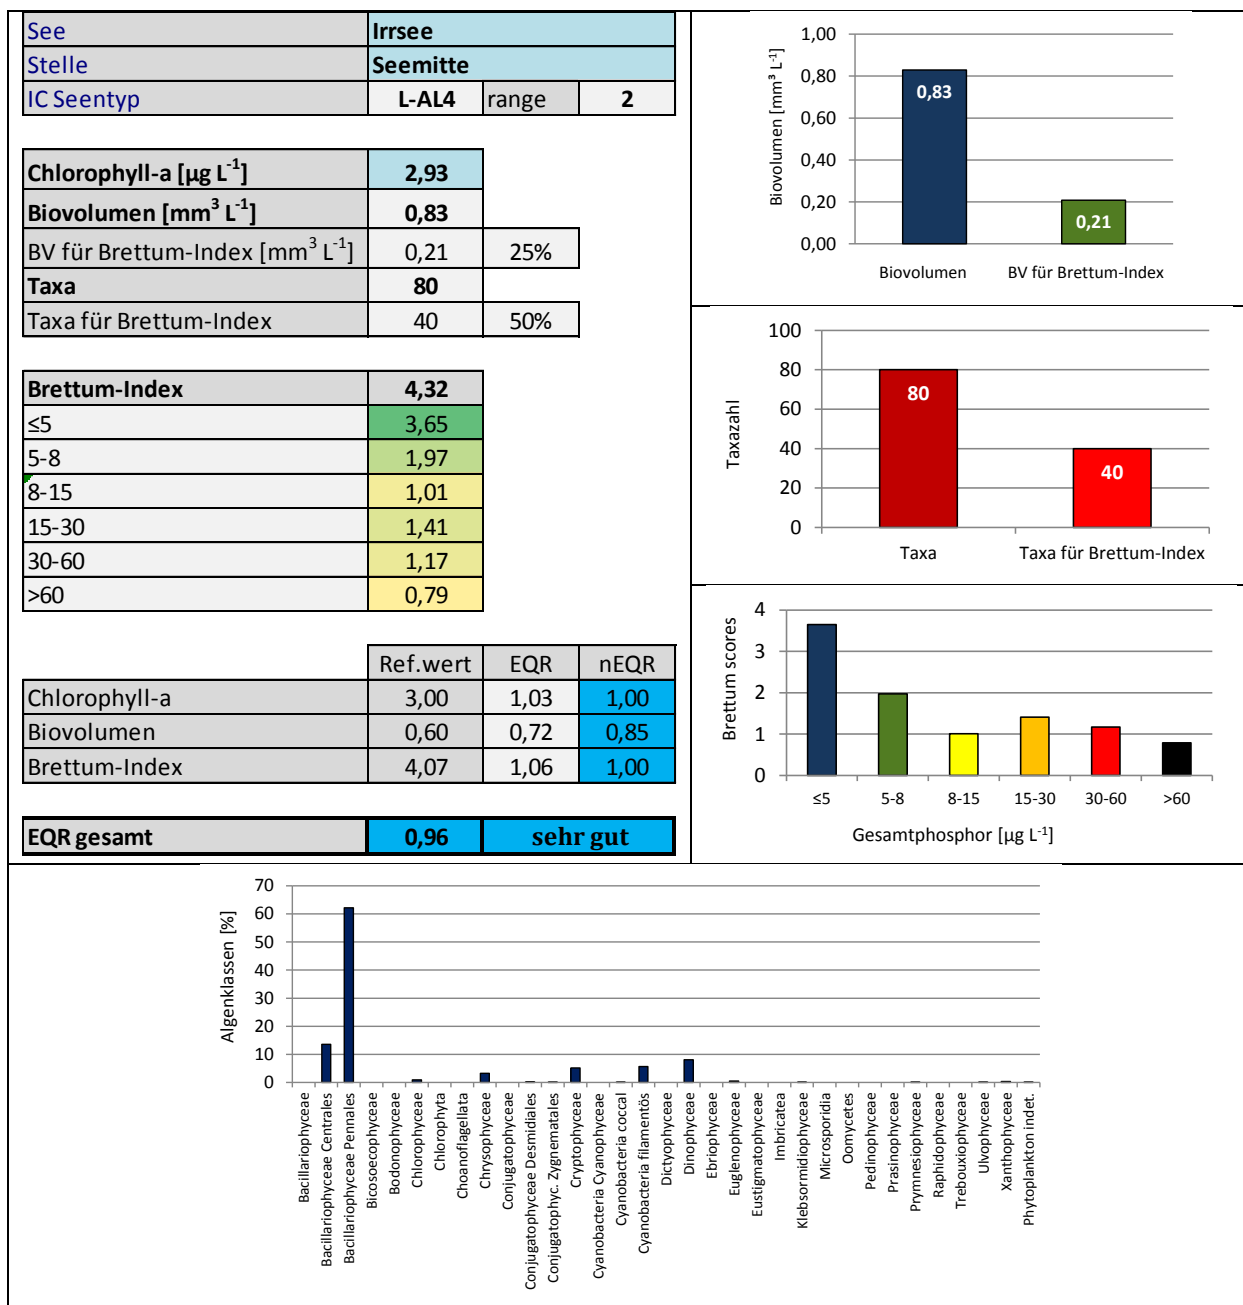 See Irrsee
Stelle Seemitte
IC Seentyp L-AL4 range 2
Chlorophyll-a [µg L⁻¹] 2,93
Biovolumen [mm³ L⁻¹] 0,83
BV für Brettum-Index [mm³ L⁻¹] 0,21 25%
Taxa 80
Taxa für Brettum-Index 40 50%
Brettum-Index 4,32
≤5 3,65
5-8 1,97
8-15 1,01
15-30 1,41
30-60 1,17
>60 0,79
Ref.wert EQR nEQR
Chlorophyll-a 3,00 1,03 1,00
Biovolumen 0,60 0,72 0,85
Brettum-Index 4,07 1,06 1,00
EQR gesamt 0,96 sehr gut
Biovolumen [mm³ L⁻¹]
1,00
0,80
0,60
0,40
0,20
0,00
0,83
0,21
Biovolumen BV für Brettum-Index
Taxazahl
100
80
60
40
20
0
80
40
Taxa Taxa für Brettum-Index
Brettum scores
4
3
2
1
0
≤5 5-8 8-15 15-30 30-60 >60
Gesamtphosphor [µg L⁻¹]
Algenklassen [%]
70
60
50
40
30
20
10
0
Bacillariophyceae
Bacillariophyceae Centrales
Bacillariophyceae Pennales
Bicosoecophyceae
Bodonophyceae
Chlorophyceae
Chlorophyta
Choanoflagellata
Chrysophyceae
Conjugatophyceae
Conjugatophyceae Desmidiales
Conjugatophyc. Zygnematales
Cryptophyceae
Cyanobacteria Cyanophyceae
Cyanobacteria coccal
Cyanobacteria filamentös
Dictyophyceae
Dinophyceae
Ebriophyceae
Euglenophyceae
Eustigmatophyceae
Imbricatea
Klebsormidiophyceae
Microsporidia
Oomycetes
Pedinophyceae
Prasinophyceae
Prymnesiophyceae
Raphidophyceae
Trebouxiophyceae
Ulvophyceae
Xanthophyceae
Phytoplankton indet.